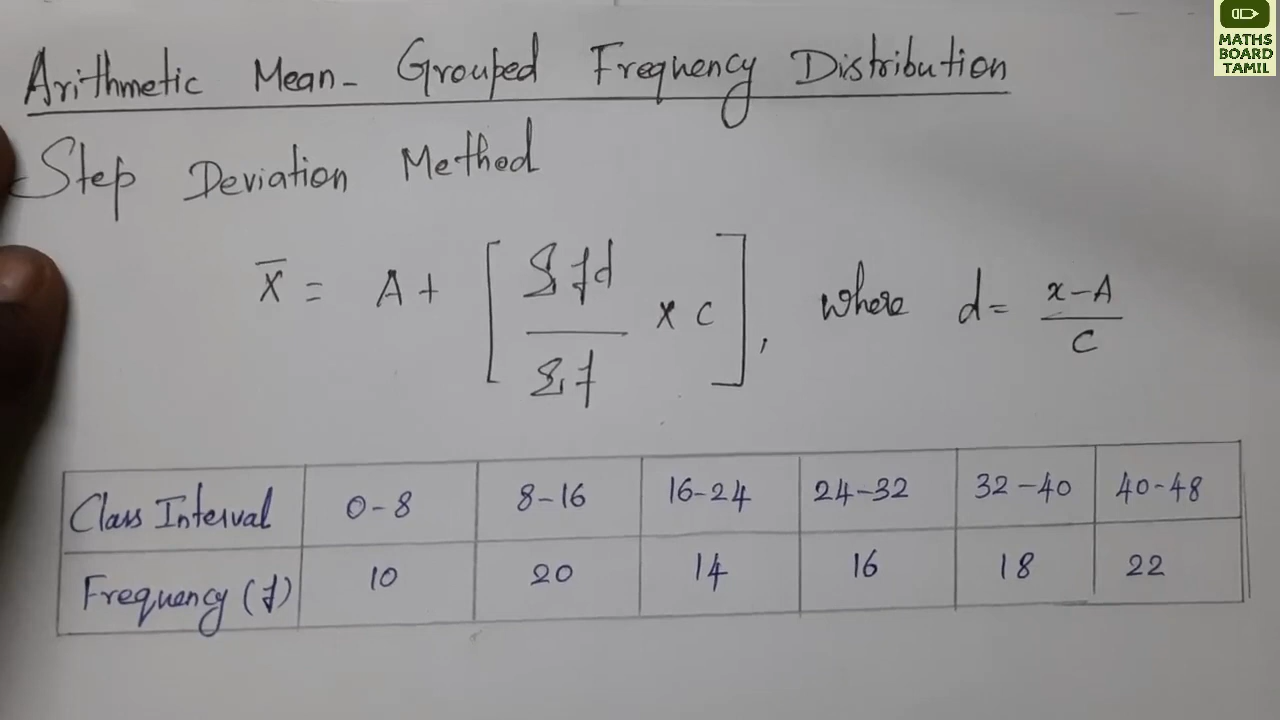 MATHS
BOARD
TAMIL
Arithmetic Mean - Grouped Frequency Distribution
Step Deviation Method
X̄ = A + [ Σfd / Σf × c ], where d = x-A / c
Class Interval 0-8 8-16 16-24 24-32 32-40 40-48
Frequency (f) 10 20 14 16 18 22